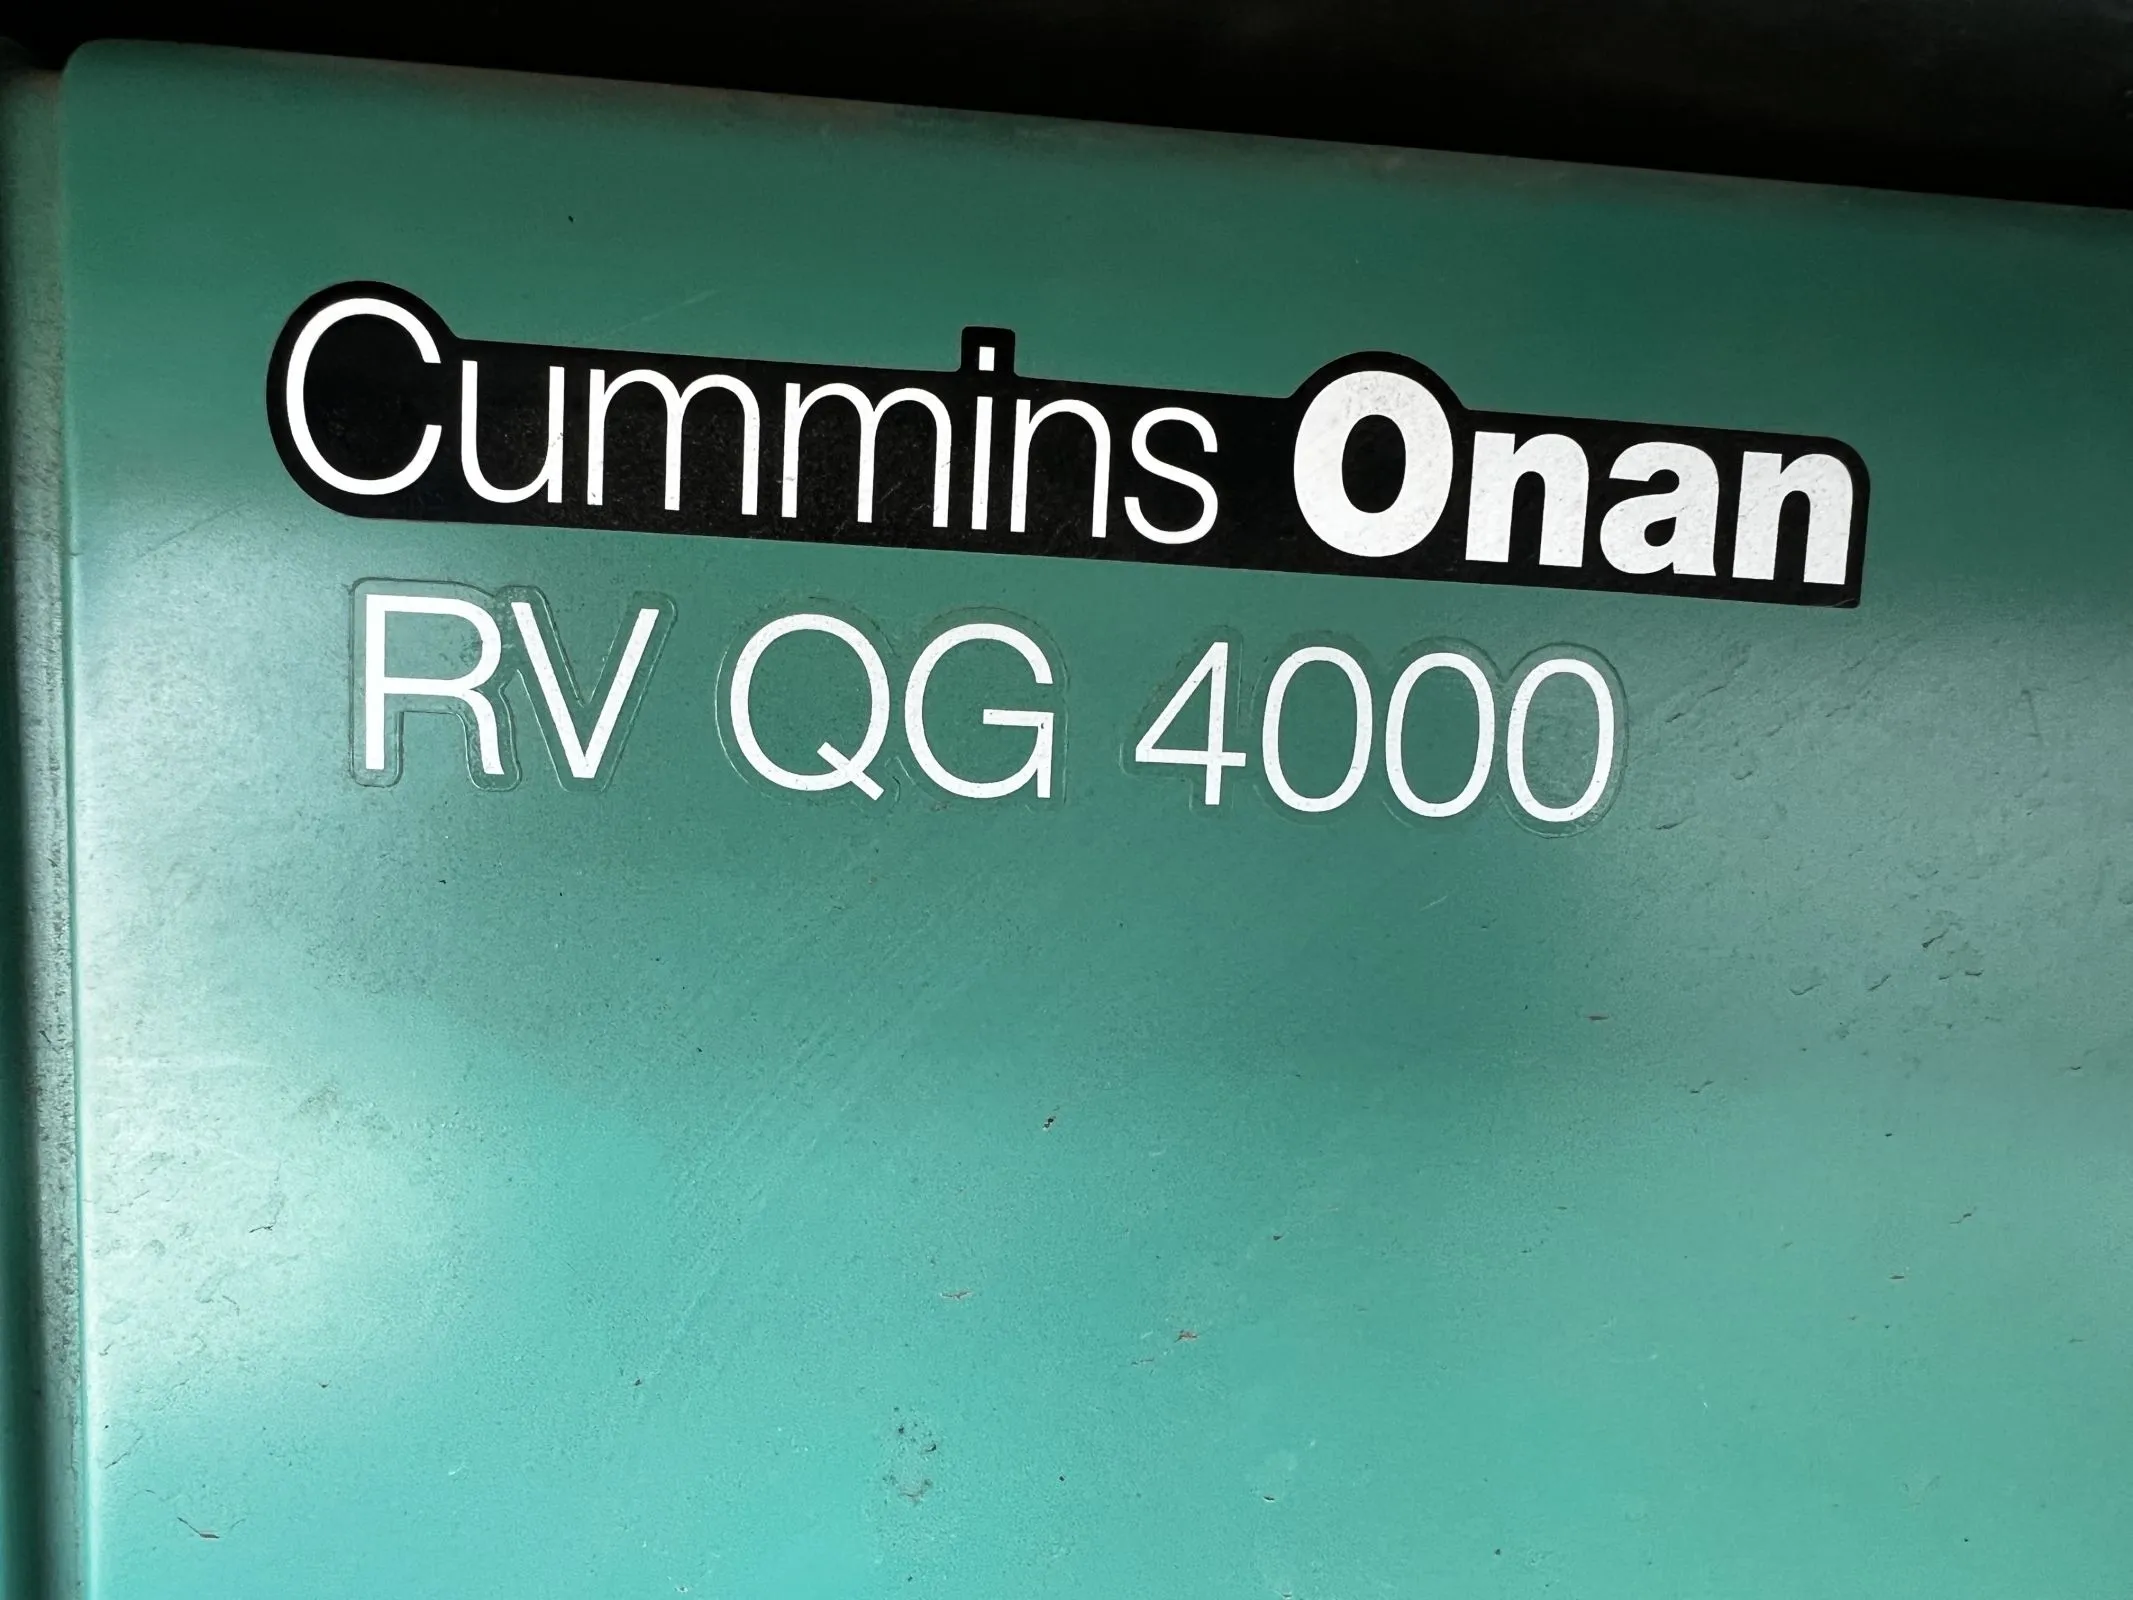 Cummins Onan
RV QG 4000